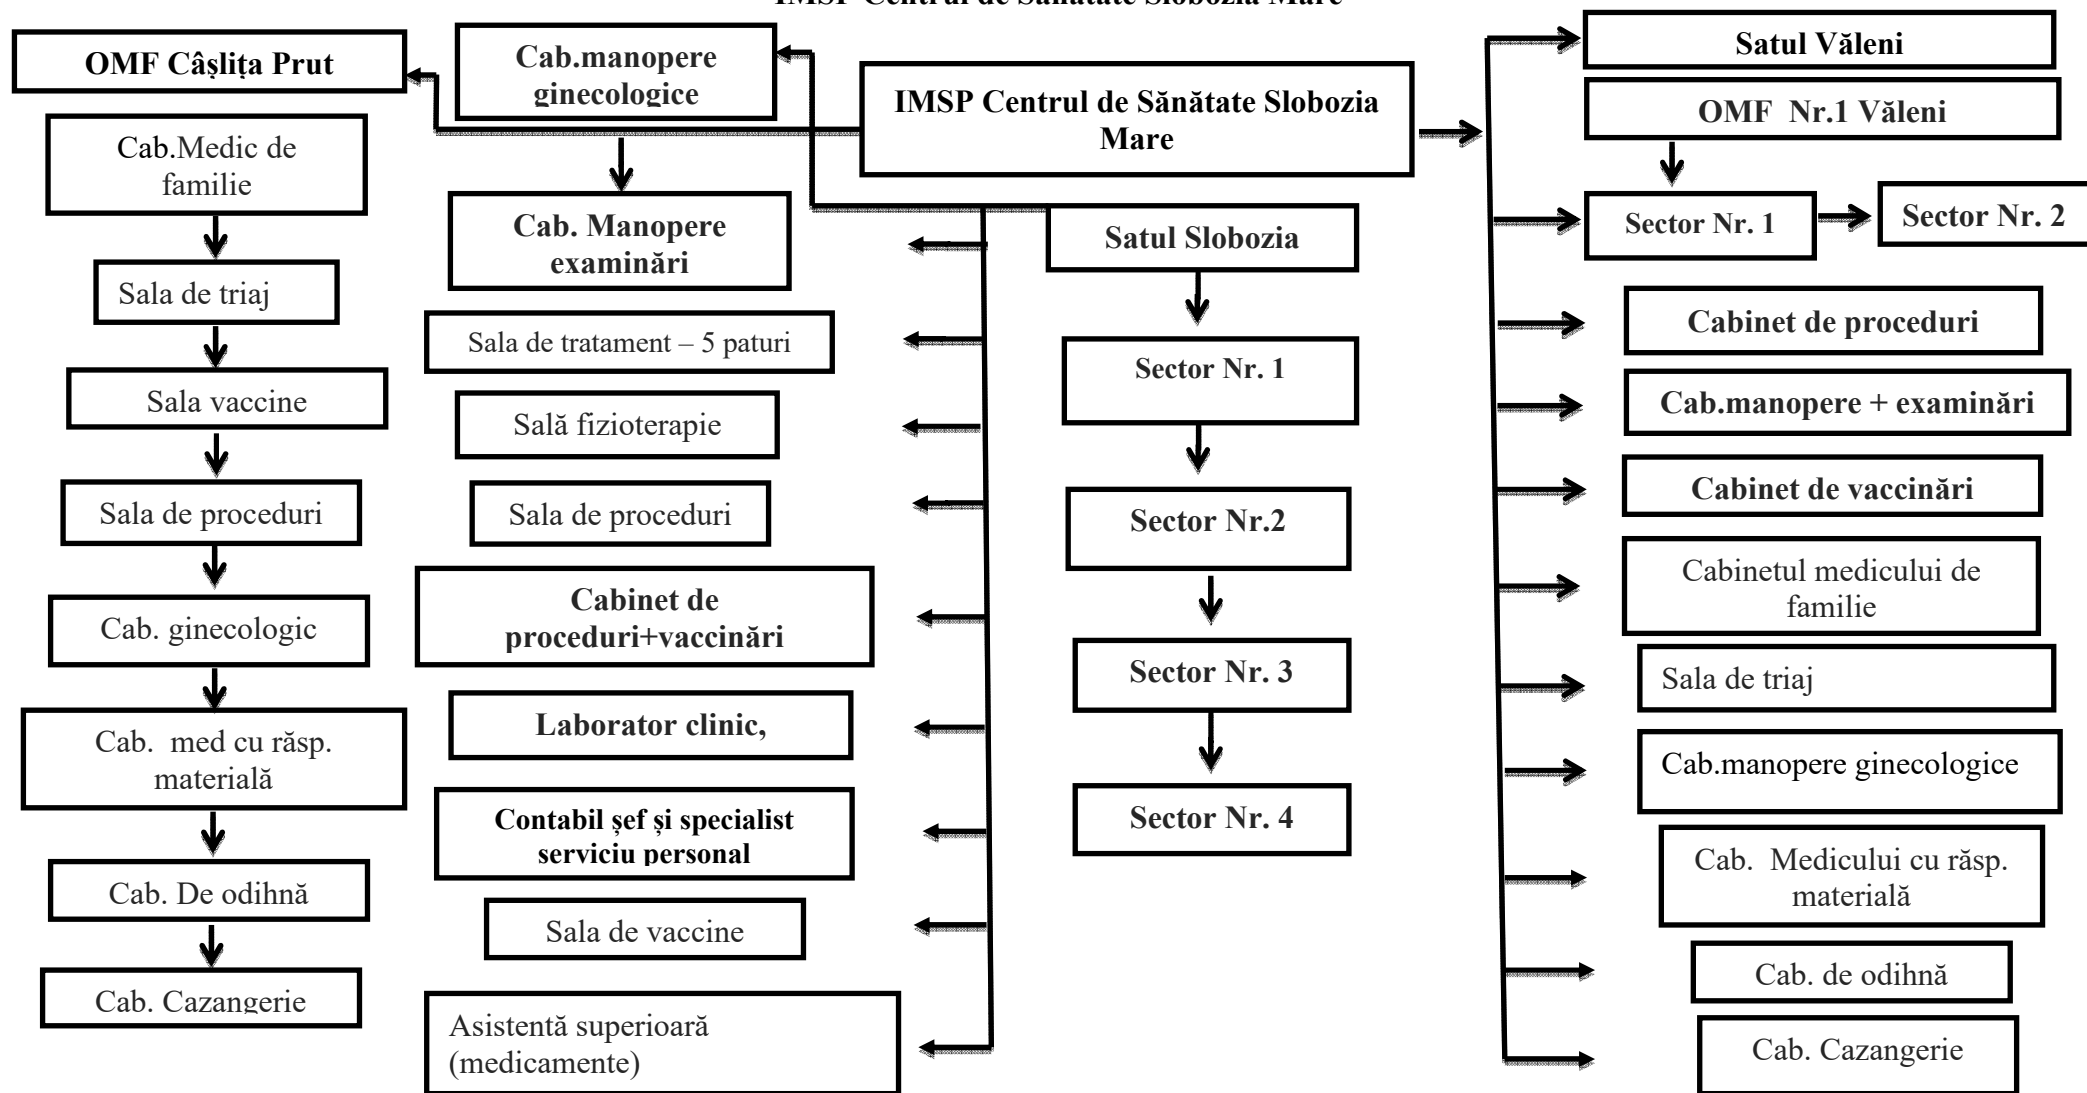 IMSP Centrul de Sănătate Slobozia Mare
OMF Câșlița Prut
Cab.Medic de
familie
Sala de triaj
Sala vaccine
Sala de proceduri
Cab. ginecologic
Cab.  med cu răsp.
materială
Cab. De odihnă
Cab. Cazangerie
Cab.manopere
ginecologice
Cab. Manopere
examinări
Sala de tratament – 5 paturi
Sală fizioterapie
Sala de proceduri
Cabinet de
proceduri+vaccinări
Laborator clinic,
Contabil șef și specialist
serviciu personal
Sala de vaccine
Asistentă superioară
(medicamente)
IMSP Centrul de Sănătate Slobozia
Mare
Satul Slobozia
Sector Nr. 1
Sector Nr.2
Sector Nr. 3
Sector Nr. 4
Satul Văleni
OMF  Nr.1 Văleni
Sector Nr. 1
Sector Nr. 2
Cabinet de proceduri
Cab.manopere + examinări
Cabinet de vaccinări
Cabinetul medicului de
familie
Sala de triaj
Cab.manopere ginecologice
Cab.  Medicului cu răsp.
materială
Cab. de odihnă
Cab. Cazangerie